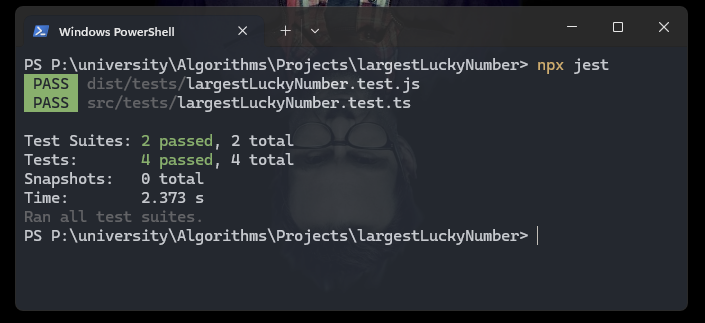 Windows PowerShell
PS P:\university\Algorithms\Projects\largestLuckyNumber> npx jest
PASS dist/tests/largestLuckyNumber.test.js
PASS src/tests/largestLuckyNumber.test.ts
Test Suites: 2 passed, 2 total
Tests: 4 passed, 4 total
Snapshots: 0 total
Time: 2.373 s
Ran all test suites.
PS P:\university\Algorithms\Projects\largestLuckyNumber>